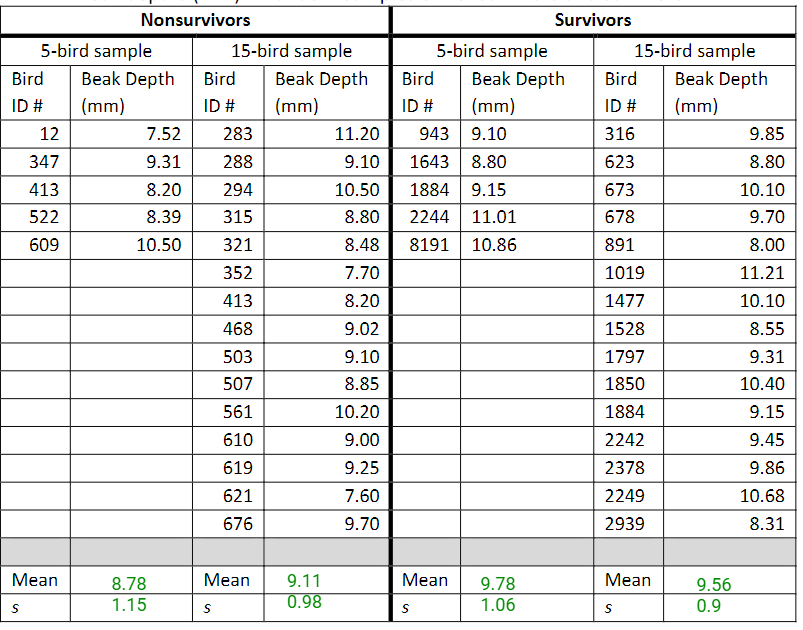 Nonsurvivors Survivors
5-bird sample 15-bird sample 5-bird sample 15-bird sample
Bird Beak Depth Bird Beak Depth Bird Beak Depth Bird Beak Depth
ID # (mm) ID # (mm) ID # (mm) ID # (mm)
12 7.52 283 11.20 943 9.10 316 9.85
347 9.31 288 9.10 1643 8.80 623 8.80
413 8.20 294 10.50 1884 9.15 673 10.10
522 8.39 315 8.80 2244 11.01 678 9.70
609 10.50 321 8.48 8191 10.86 891 8.00
352 7.70 1019 11.21
413 8.20 1477 10.10
468 9.02 1528 8.55
503 9.10 1797 9.31
507 8.85 1850 10.40
561 10.20 1884 9.15
610 9.00 2242 9.45
619 9.25 2378 9.86
621 7.60 2249 10.68
676 9.70 2939 8.31
Mean 8.78 Mean 9.11 Mean 9.78 Mean 9.56
s 1.15 s 0.98 s 1.06 s 0.9